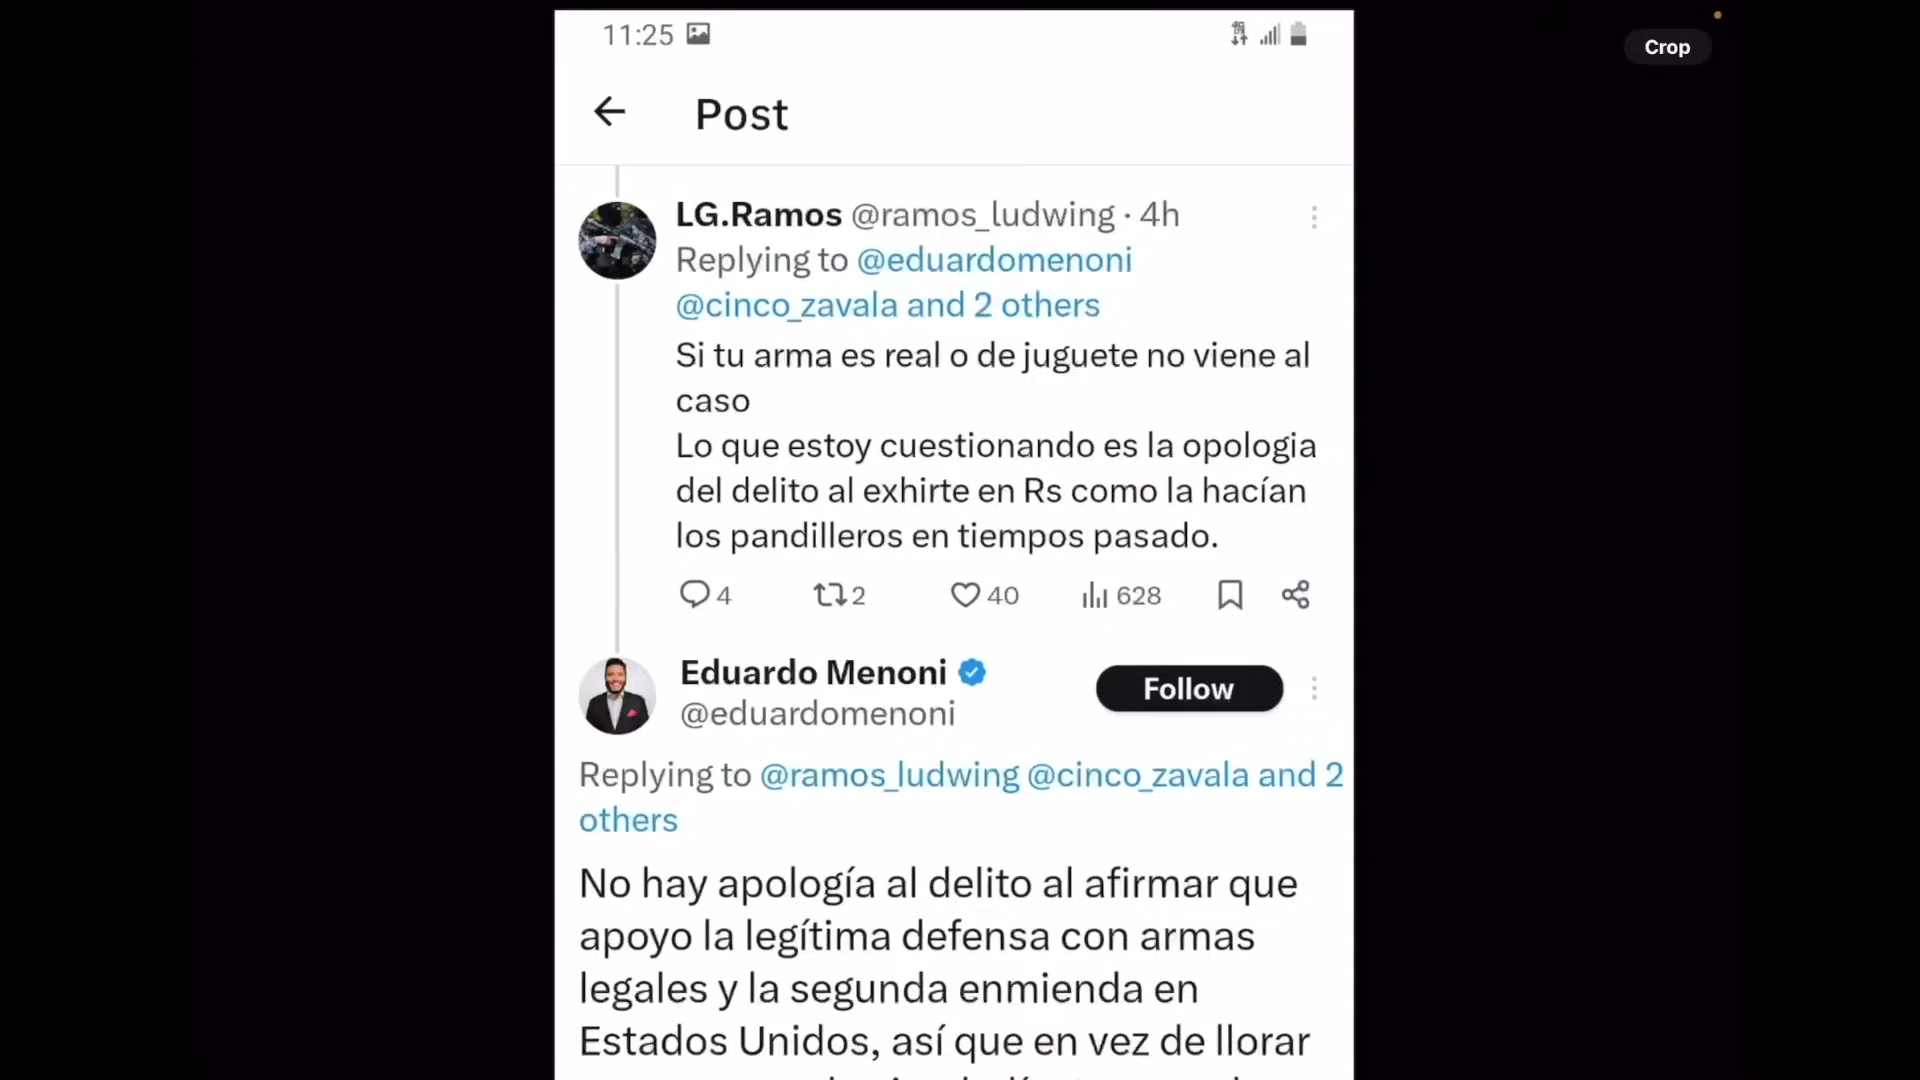 11:25
Crop
Post
LG.Ramos @ramos_ludwing · 4h
Replying to @eduardomenoni
@cinco_zavala and 2 others
Si tu arma es real o de juguete no viene al
caso
Lo que estoy cuestionando es la opologia
del delito al exhirte en Rs como la hacían
los pandilleros en tiempos pasado.
4 2 40 628
Eduardo Menoni
Follow
@eduardomenoni
Replying to @ramos_ludwing @cinco_zavala and 2
others
No hay apología al delito al afirmar que
apoyo la legítima defensa con armas
legales y la segunda enmienda en
Estados Unidos, así que en vez de llorar